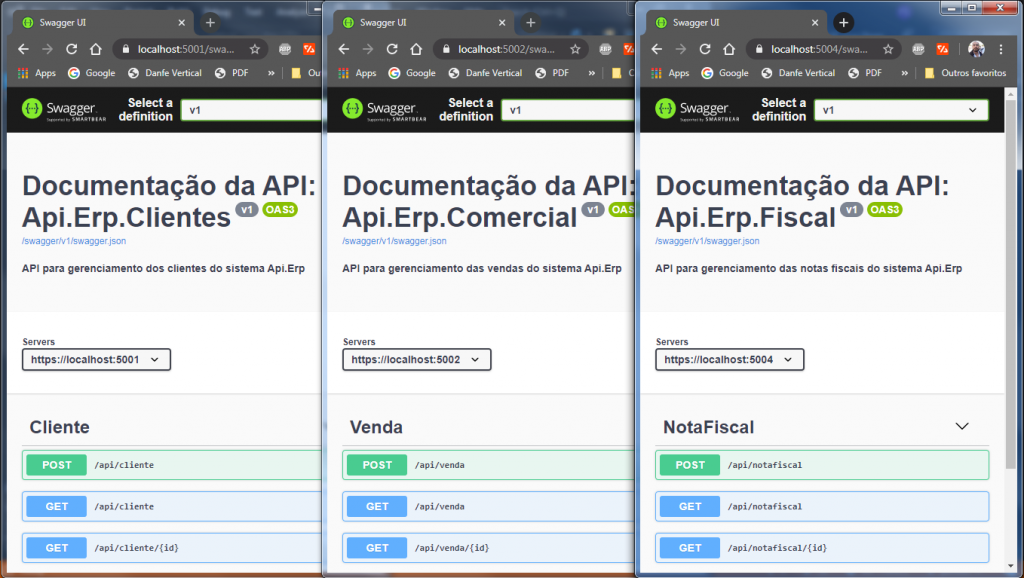 Swagger UI
localhost:5001/swa...
Apps Google Danfe Vertical PDF » Ou
Swagger
Supported by SMARTBEAR
Select a definition
v1
Documentação da API:
Api.Erp.Clientes v1 OAS3
/swagger/v1/swagger.json
API para gerenciamento dos clientes do sistema Api.Erp
Servers
https://localhost:5001
Cliente
POST /api/cliente
GET /api/cliente
GET /api/cliente/{id}
Swagger UI
localhost:5002/swa...
Apps Google Danfe Vertical PDF »
Swagger
Supported by SMARTBEAR
Select a definition
v1
Documentação da API:
Api.Erp.Comercial v1 OAS
/swagger/v1/swagger.json
API para gerenciamento das vendas do sistema Api.Erp
Servers
https://localhost:5002
Venda
POST /api/venda
GET /api/venda
GET /api/venda/{id}
Swagger UI
localhost:5004/swa...
Apps Google Danfe Vertical PDF » Outros favoritos
Swagger
Supported by SMARTBEAR
Select a definition
v1
Documentação da API:
Api.Erp.Fiscal v1 OAS3
/swagger/v1/swagger.json
API para gerenciamento das notas fiscais do sistema Api.Erp
Servers
https://localhost:5004
NotaFiscal
POST /api/notafiscal
GET /api/notafiscal
GET /api/notafiscal/{id}